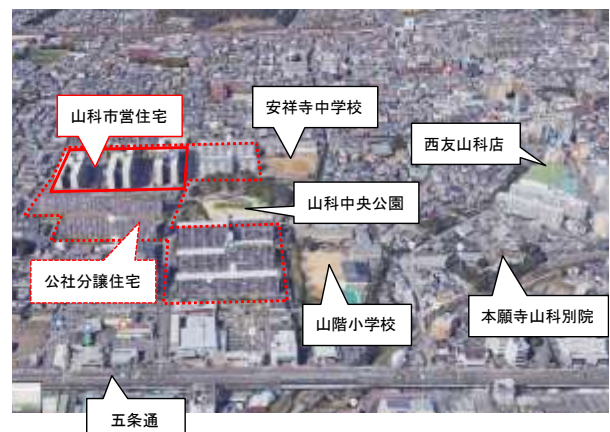 山科市営住宅
安祥寺中学校
西友山科店
山科中央公園
公社分譲住宅
山階小学校
本願寺山科別院
五条通